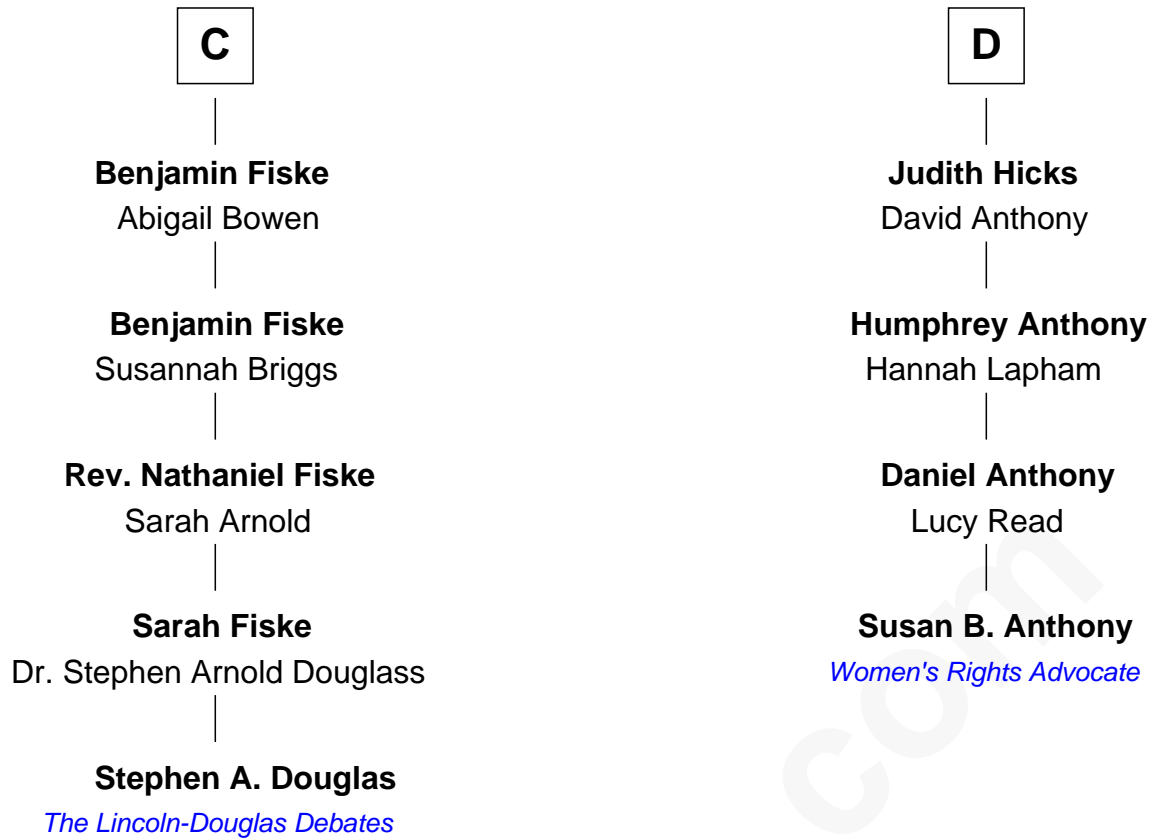 C
Benjamin Fiske
Abigail Bowen
Benjamin Fiske
Susannah Briggs
Rev. Nathaniel Fiske
Sarah Arnold
Sarah Fiske
Dr. Stephen Arnold Douglass
Stephen A. Douglas
The Lincoln-Douglas Debates
D
Judith Hicks
David Anthony
Humphrey Anthony
Hannah Lapham
Daniel Anthony
Lucy Read
Susan B. Anthony
Women's Rights Advocate
com